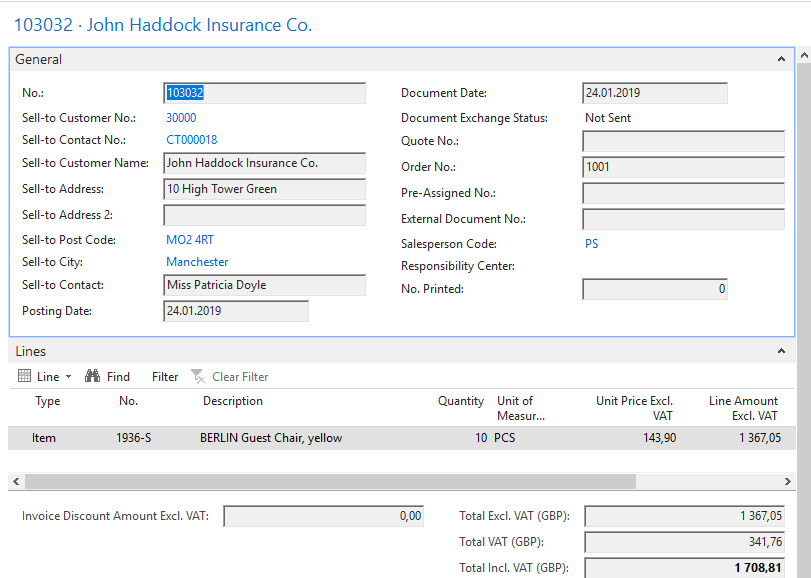 103032 · John Haddock Insurance Co.
General
No.: 103032
Sell-to Customer No.: 30000
Sell-to Contact No.: CT000018
Sell-to Customer Name: John Haddock Insurance Co.
Sell-to Address: 10 High Tower Green
Sell-to Address 2:
Sell-to Post Code: MO2 4RT
Sell-to City: Manchester
Sell-to Contact: Miss Patricia Doyle
Posting Date: 24.01.2019
Document Date: 24.01.2019
Document Exchange Status: Not Sent
Quote No.:
Order No.: 1001
Pre-Assigned No.:
External Document No.:
Salesperson Code: PS
Responsibility Center:
No. Printed: 0
Lines
Line Find Filter Clear Filter
Type No. Description Quantity Unit of Measur... Unit Price Excl. VAT Line Amount Excl. VAT
Item 1936-S BERLIN Guest Chair, yellow 10 PCS 143,90 1 367,05
Invoice Discount Amount Excl. VAT: 0,00
Total Excl. VAT (GBP): 1 367,05
Total VAT (GBP): 341,76
Total Incl. VAT (GBP): 1 708,81